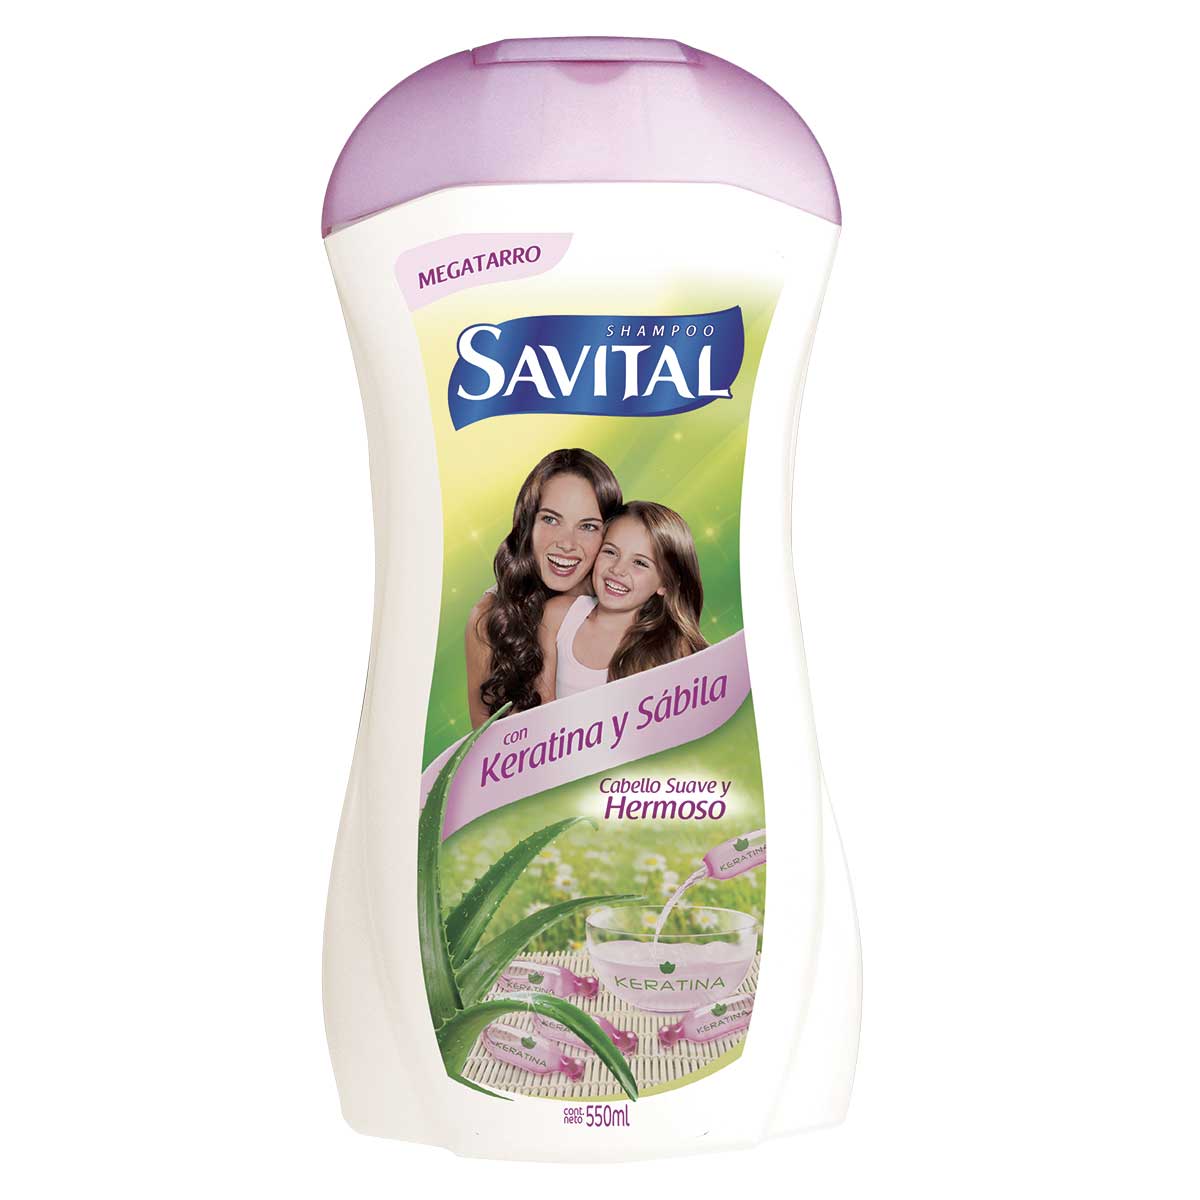 MEGATARRO
SHAMPOO
SAVITAL
con
Keratina y Sábila
Cabello Suave y
Hermoso
KERATINA
KERATINA
KERATINA
KERATINA
KERATINA
cont.
neto 550ml